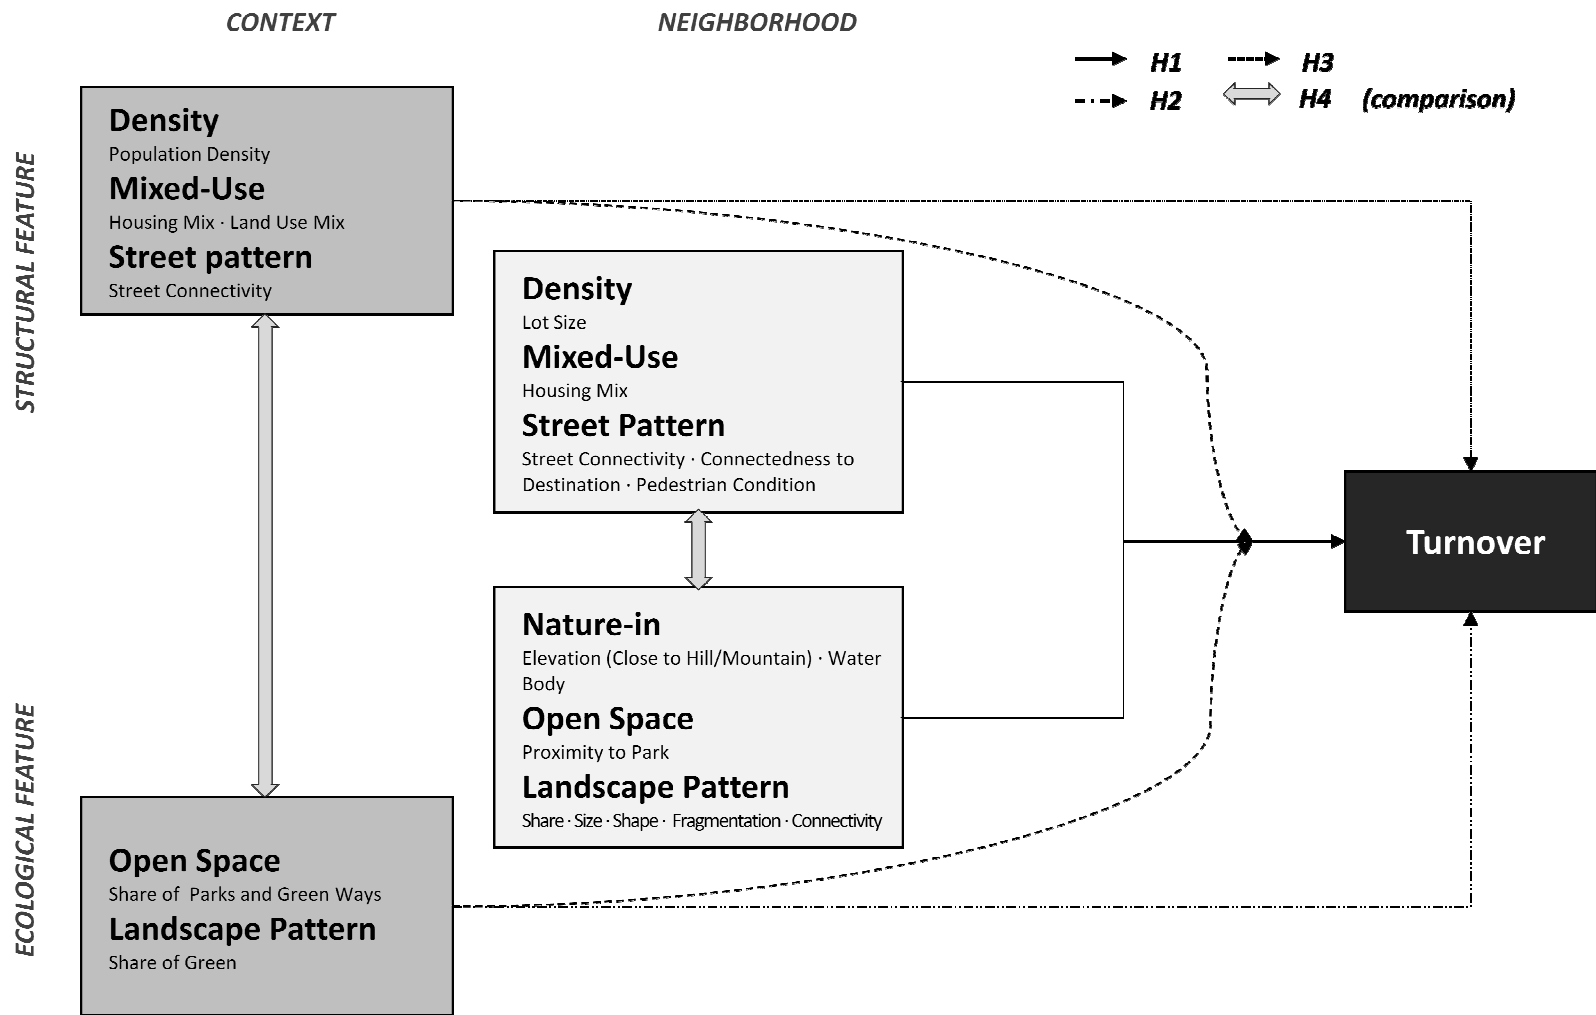 CONTEXT
NEIGHBORHOOD
H1
H3
H2
H4 (comparison)
STRUCTURAL FEATURE
Density
Population Density
Mixed-Use
Housing Mix · Land Use Mix
Street pattern
Street Connectivity
Density
Lot Size
Mixed-Use
Housing Mix
Street Pattern
Street Connectivity · Connectedness to
Destination · Pedestrian Condition
Turnover
Nature-in
Elevation (Close to Hill/Mountain) · Water
Body
Open Space
Proximity to Park
Landscape Pattern
Share · Size · Shape · Fragmentation · Connectivity
ECOLOGICAL FEATURE
Open Space
Share of Parks and Green Ways
Landscape Pattern
Share of Green